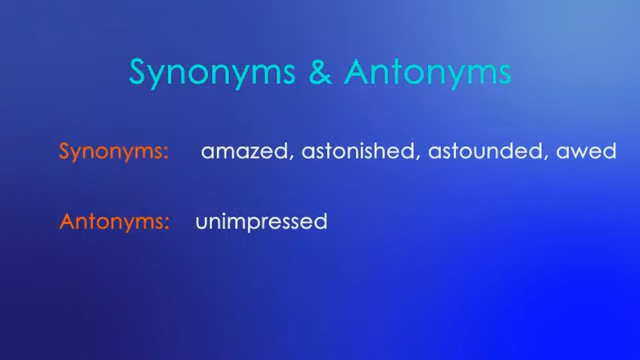 Synonyms & Antonyms
Synonyms: amazed, astonished, astounded, awed
Antonyms: unimpressed